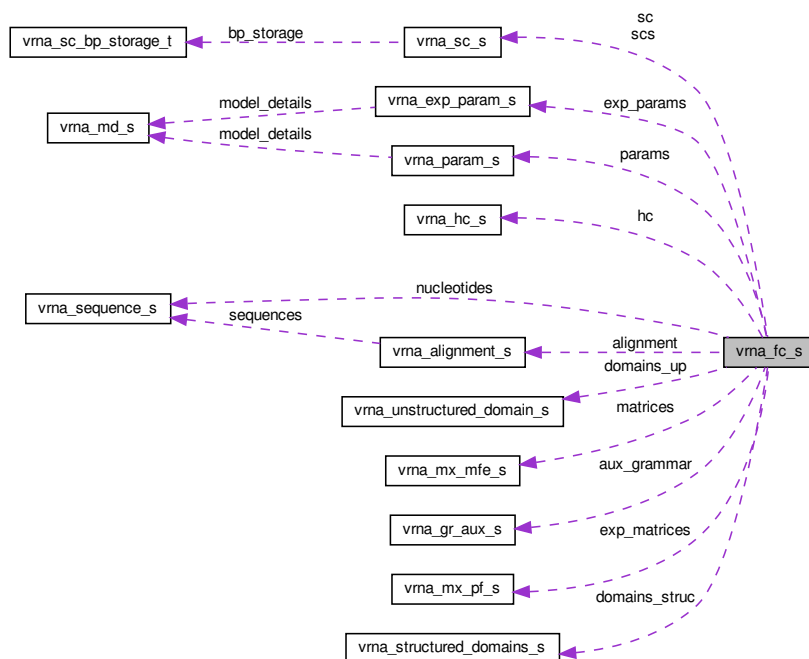 sc
scs
vrna_sc_bp_storage_t
bp_storage
vrna_sc_s
vrna_exp_param_s
exp_params
model_details
vrna_md_s
model_details
vrna_param_s
params
vrna_hc_s
hc
nucleotides
vrna_sequence_s
sequences
vrna_alignment_s
alignment
vrna_fc_s
domains_up
vrna_unstructured_domain_s
matrices
vrna_mx_mfe_s
aux_grammar
vrna_gr_aux_s
exp_matrices
vrna_mx_pf_s
domains_struc
vrna_structured_domains_s